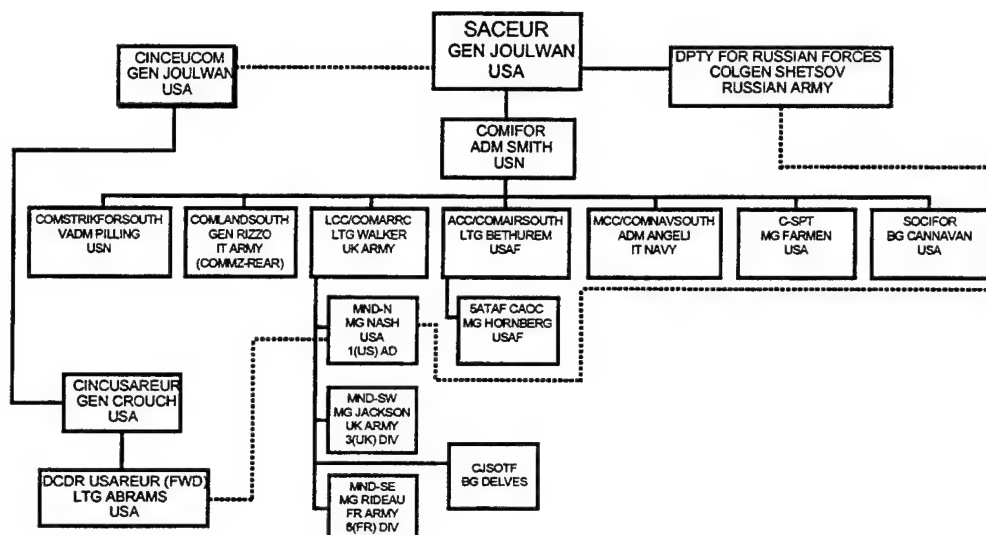 SACEUR
GEN JOULWAN
USA
CINCEUCOM
GEN JOULWAN
USA
DPTY FOR RUSSIAN FORCES
COLGEN SHETSOV
RUSSIAN ARMY
COMIFOR
ADM SMITH
USN
COMSTRIKFORSOUTH
VADM PILLING
USN
COMLANDSOUTH
GEN RIZZO
IT ARMY
(COMMZ-REAR)
LCC/COMARRC
LTG WALKER
UK ARMY
ACC/COMAIRSOUTH
LTG BETHUREM
USAF
MCC/COMNAVSOUTH
ADM ANGELI
IT NAVY
C-SPT
MG FARMEN
USA
SOCIFOR
BG CANNAVAN
USA
MND-N
MG NASH
USA
1(US) AD
5ATAF CAOC
MG HORNBERG
USAF
CINCUSAREUR
GEN CROUCH
USA
MND-SW
MG JACKSON
UK ARMY
3(UK) DIV
CJSOTF
BG DELVES
DCDR USAREUR (FWD)
LTG ABRAMS
USA
MND-SE
MG RIDEAU
FR ARMY
6(FR) DIV